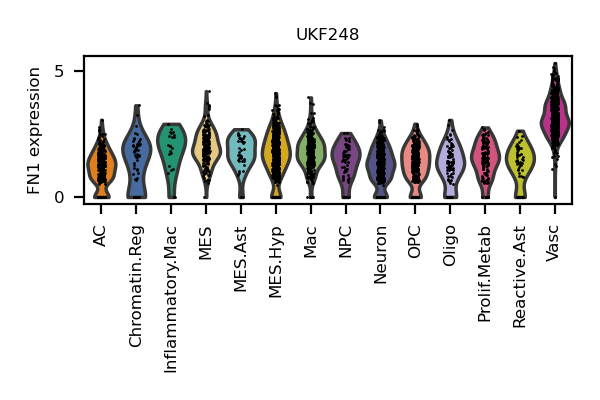 UKF248
FN1 expression
5
0
AC
Chromatin.Reg
Inflammatory.Mac
MES
MES.Ast
MES.Hyp
Mac
NPC
Neuron
OPC
Oligo
Prolif.Metab
Reactive.Ast
Vasc